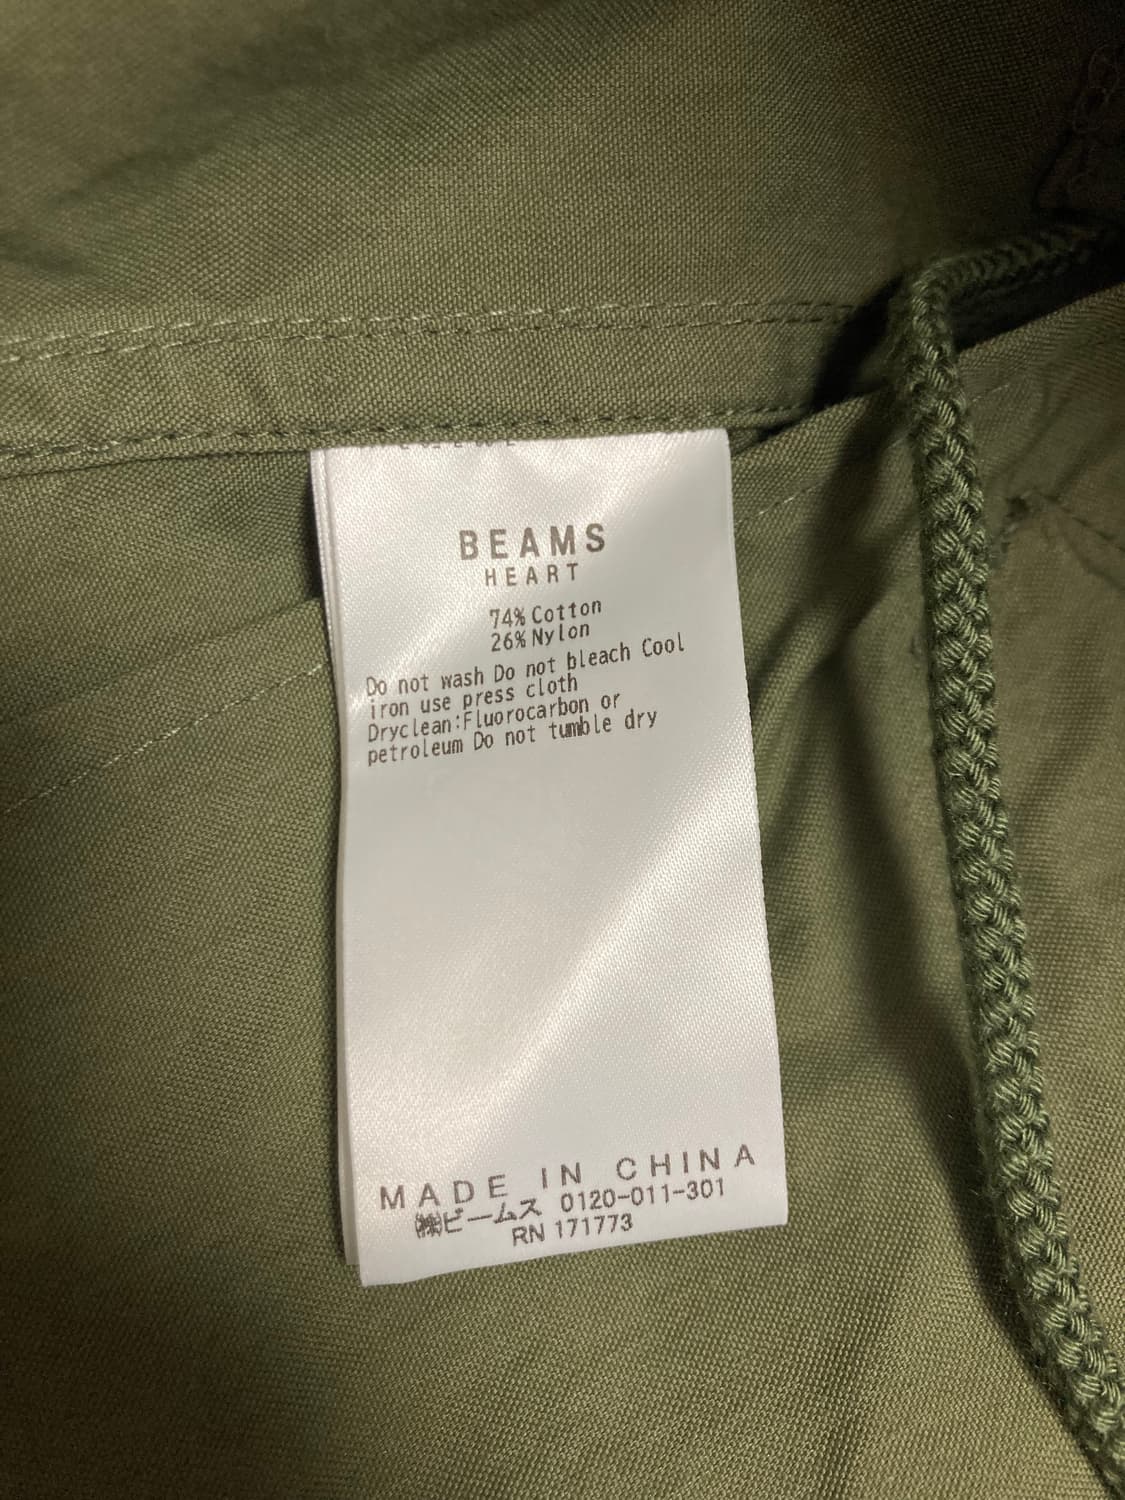 BEAMS
HEART
74% Cotton
26% Nylon
Do not wash Do not bleach Cool
iron use press cloth
Dryclean:Fluorocarbon or
petroleum Do not tumble dry
MADE IN CHINA
㈱ビームス 0120-011-301
RN 171773